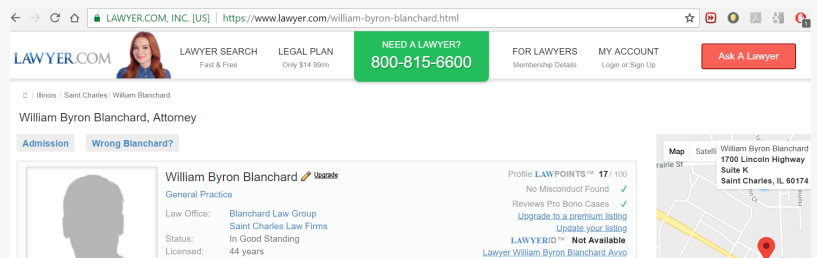 LAWYER.COM, INC. [US] | https://www.lawyer.com/william-byron-blanchard.html
LAWYER.COM
LAWYER SEARCH
Fast & Free
LEGAL PLAN
Only $14.99/m
NEED A LAWYER?
800-815-6600
FOR LAWYERS
Membership Details
MY ACCOUNT
Login or Sign Up
Ask A Lawyer
/ Illinois / Saint Charles / William Blanchard
William Byron Blanchard, Attorney
Admission
Wrong Blanchard?
William Byron Blanchard Upgrade
General Practice
Law Office: Blanchard Law Group
Saint Charles Law Firms
Status: In Good Standing
Licensed: 44 years
Profile LAWPOINTS™ 17 / 100
No Misconduct Found ✓
Reviews Pro Bono Cases ✓
Upgrade to a premium listing
Update your listing
LAWYERID™ Not Available
Lawyer William Byron Blanchard Avvo
Map
William Byron Blanchard
1700 Lincoln Highway
Suite K
Saint Charles, IL 60174